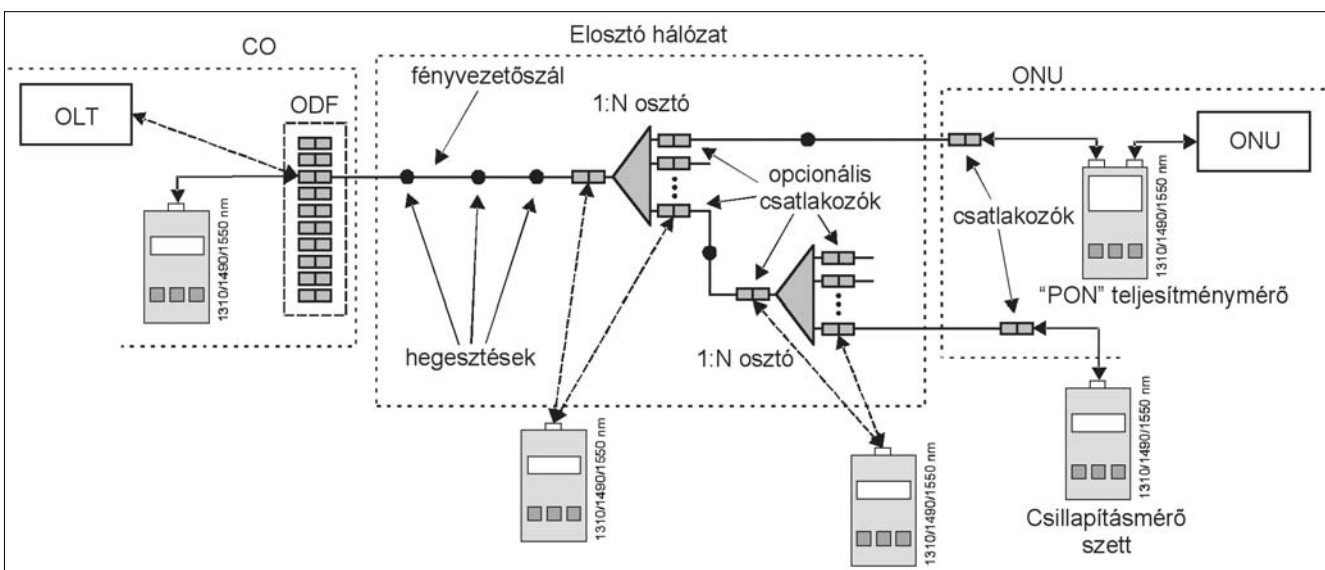 CO
Elosztó hálózat
ONU
fényvezetőszál
ODF
1:N osztó
OLT
ONU
opcionális
csatlakozók
csatlakozók
1310/1490/1550 nm
1310/1490/1550 nm
"PON" teljesítménymérő
hegesztések
1:N osztó
1310/1490/1550 nm
1310/1490/1550 nm
1310/1490/1550 nm
Csillapításmérő
szett